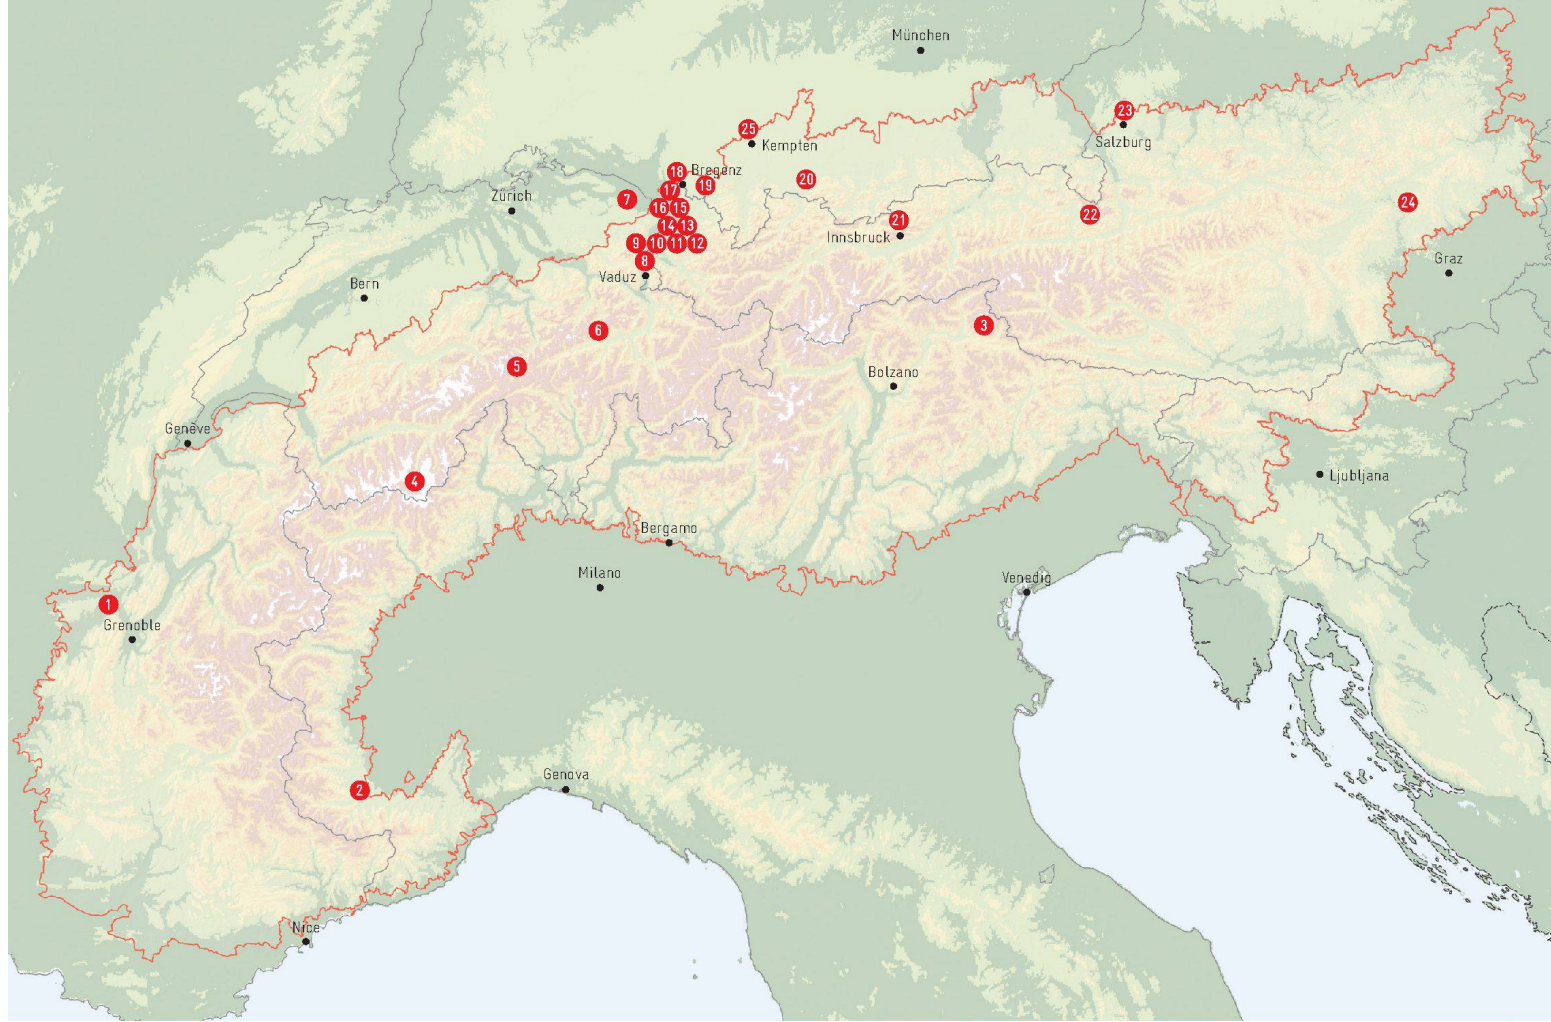 München
23
25
Salzburg
Kempten
18
Bregenz
20
17
19
7
Zürich
24
16
15
22
21
14
13
Innsbruck
9
10
11
12
Graz
8
Vaduz
Bern
3
6
5
Bolzano
Genève
Ljubljana
4
Bergamo
Milano
Venedig
1
Grenoble
Genova
2
Nice